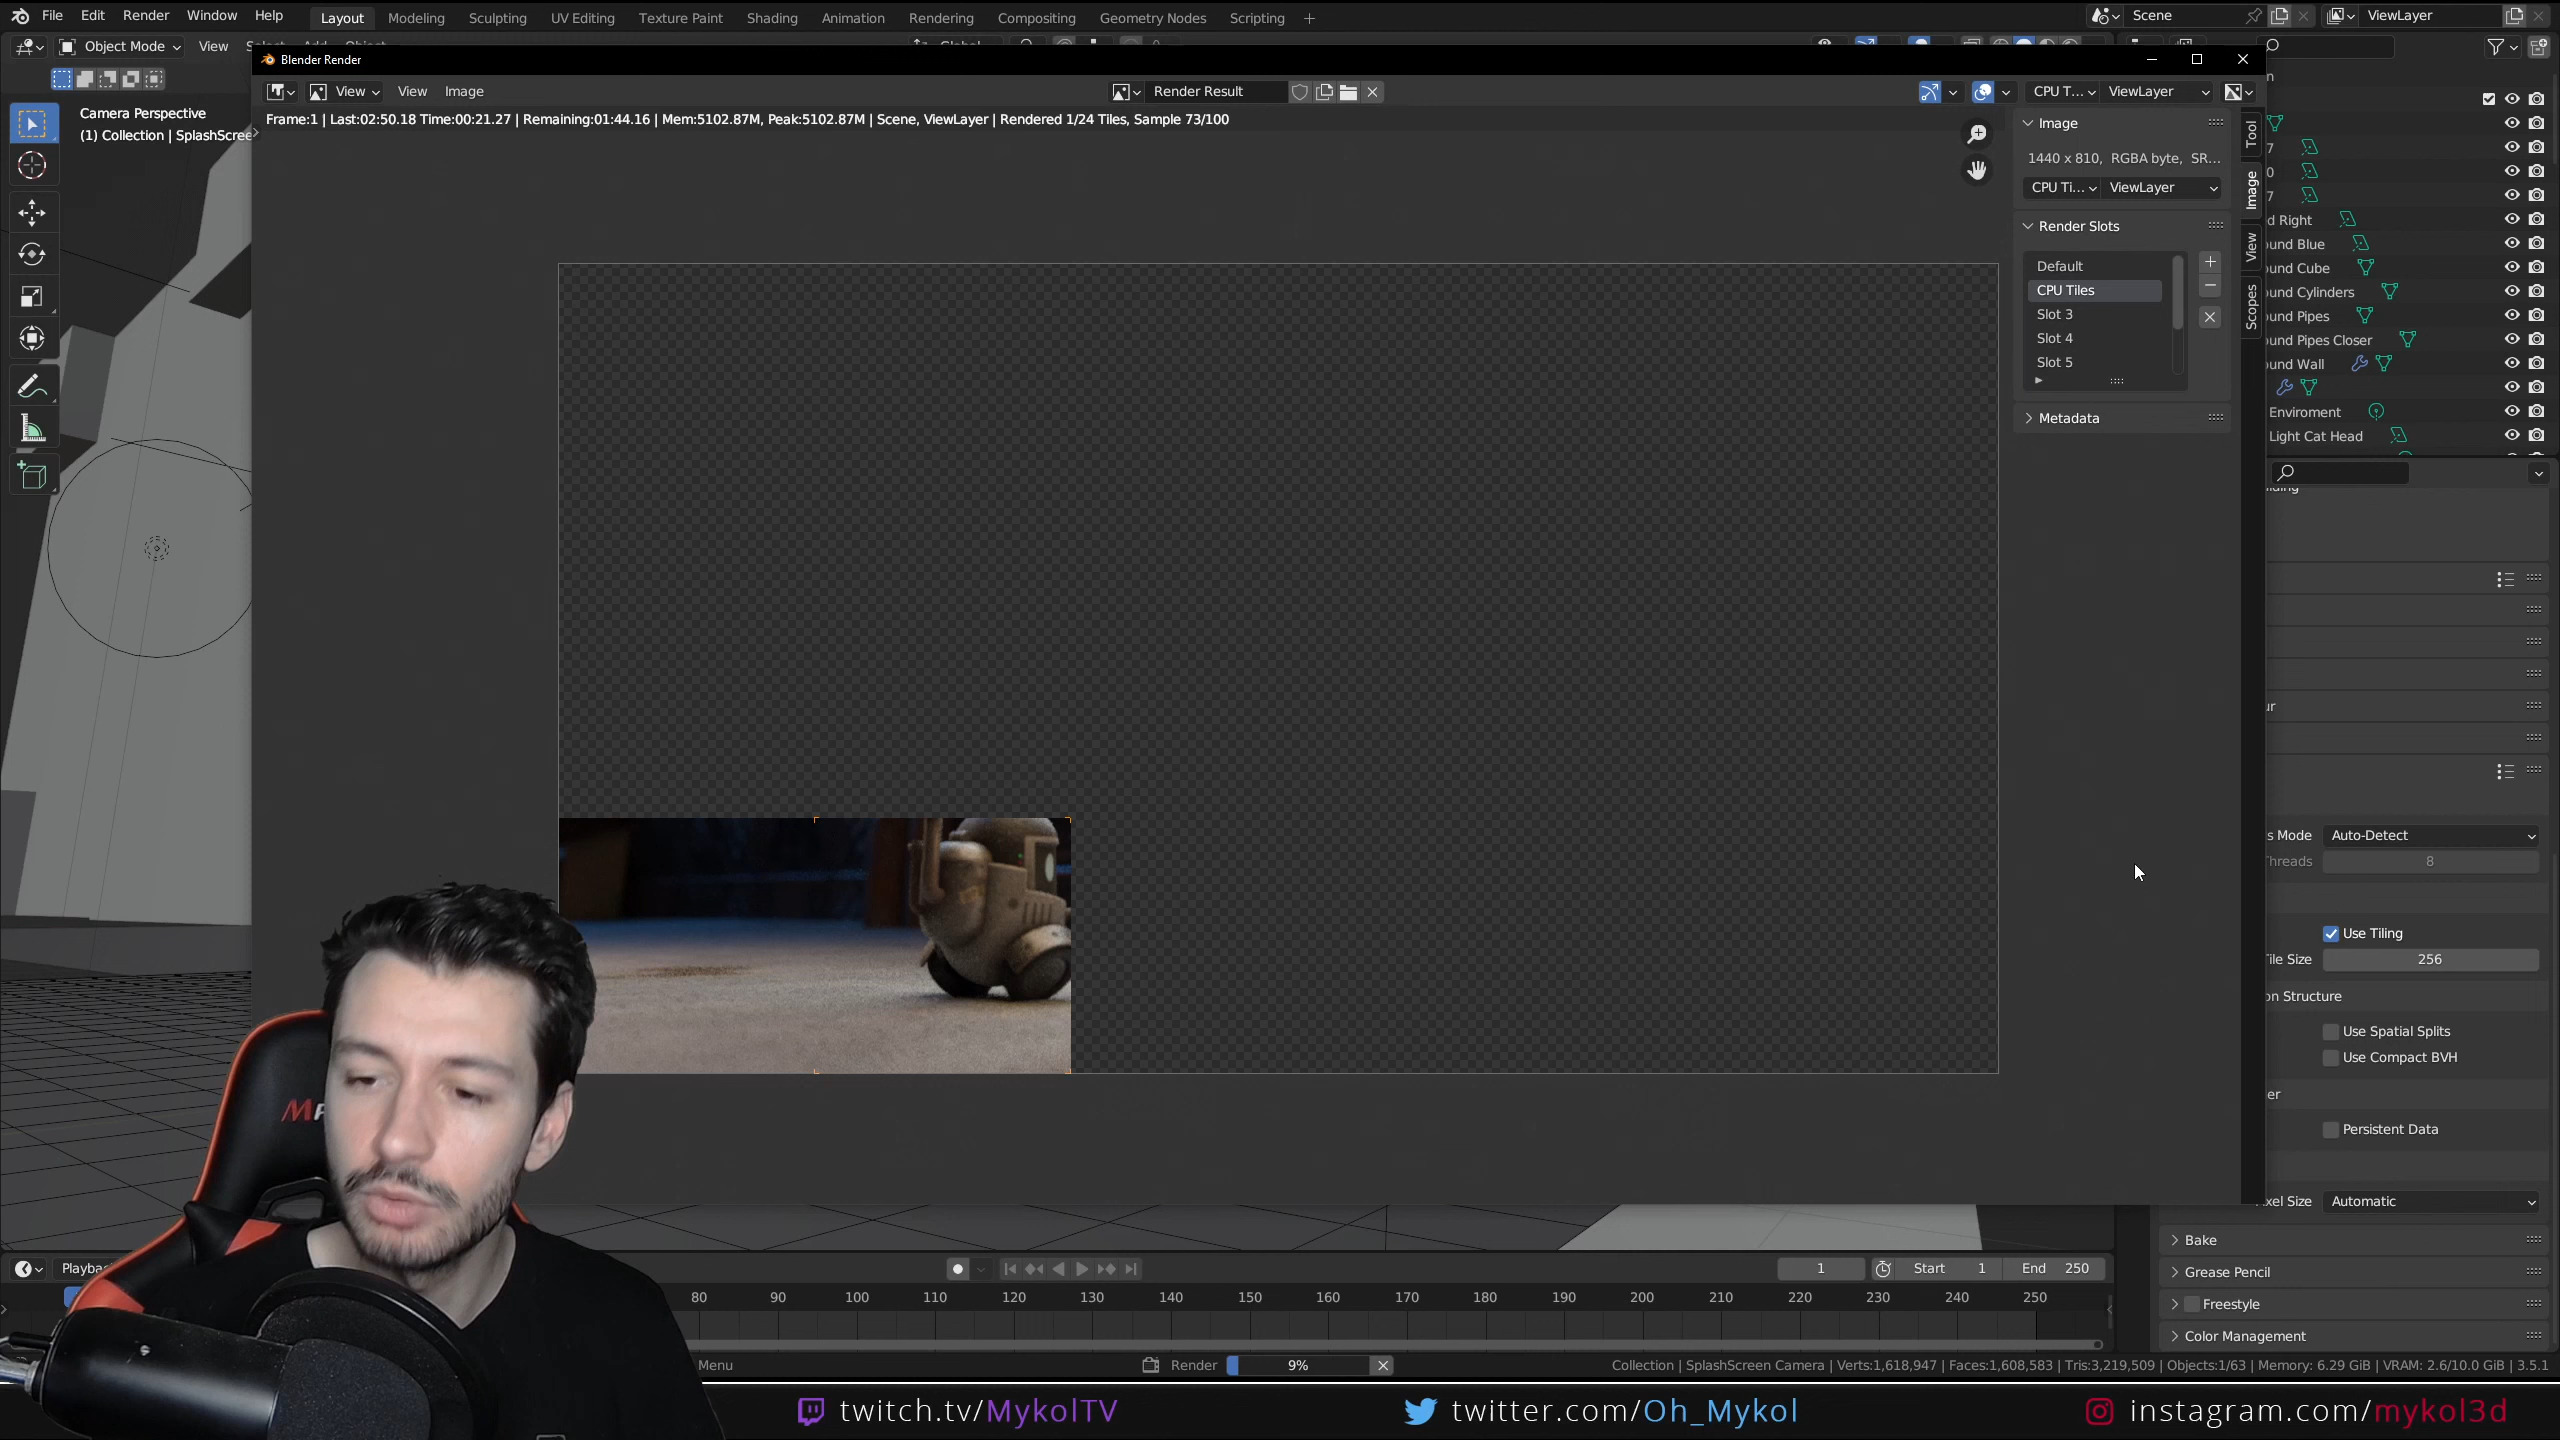 File Edit Render Window Help Layout Modeling Sculpting UV Editing Texture Paint Shading Animation Rendering Compositing Geometry Nodes Scripting Scene ViewLayer
Object Mode View
Blender Render
View View Image Render Result CPU T... ViewLayer
Camera Perspective
(1) Collection | SplashScree
Frame:1 | Last:02:50.18 Time:00:21.27 | Remaining:01:44.16 | Mem:5102.87M, Peak:5102.87M | Scene, ViewLayer | Rendered 1/24 Tiles, Sample 73/100
Image
1440 x 810, RGBA byte, SR...
CPU Ti... ViewLayer
Render Slots
Default
CPU Tiles
Slot 3
Slot 4
Slot 5
Metadata
Tool
Image
View
Scopes
n
7
0
7
d Right
und Blue
und Cube
und Cylinders
und Pipes
und Pipes Closer
und Wall
Enviroment
Light Cat Head
ur
s Mode Auto-Detect
Threads 8
Use Tiling
ile Size 256
on Structure
Use Spatial Splits
Use Compact BVH
er
Persistent Data
xel Size Automatic
Bake
Grease Pencil
Freestyle
Color Management
Playba
1 Start 1 End 250
80 90 100 110 120 130 140 150 160 170 180 190 200 210 220 230 240 250
Menu Render 9% Collection | SplashScreen Camera | Verts:1,618,947 | Faces:1,608,583 | Tris:3,219,509 | Objects:1/63 | Memory: 6.29 GiB | VRAM: 2.6/10.0 GiB | 3.5.1
twitch.tv/MykolTV twitter.com/Oh_Mykol instagram.com/mykol3d